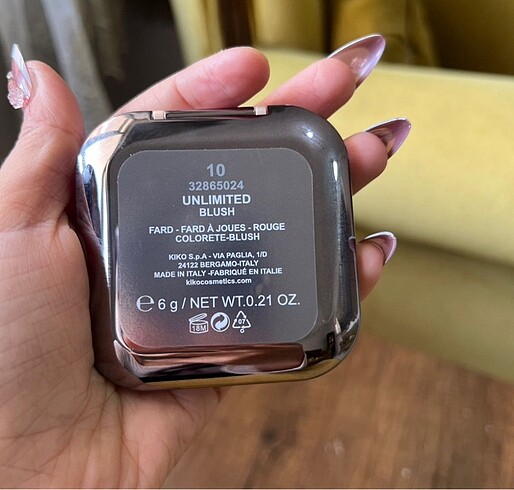 10
32865024
UNLIMITED
BLUSH
FARD - FARD À JOUES - ROUGE
COLORETE-BLUSH
KIKO S.p.A - VIA PAGLIA, 1/D
24122 BERGAMO-ITALY
MADE IN ITALY -FABRIQUÉ EN ITALIE
kikocosmetics.com
℮ 6 g / NET WT.0.21 OZ.
18M 07